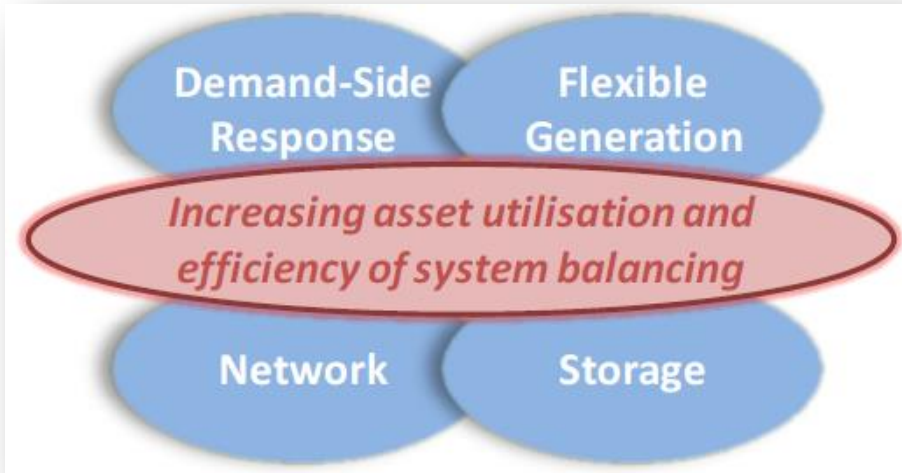 Demand-Side
Response
Flexible
Generation
Increasing asset utilisation and
efficiency of system balancing
Network
Storage